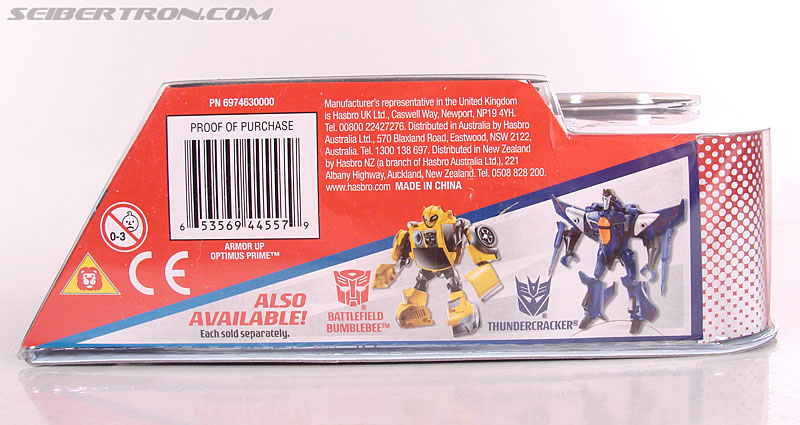 SEIBERTRON.COM
PN 6974630000
PROOF OF PURCHASE
6 53569 44557 9
ARMOR UP
OPTIMUS PRIME™
0-3
CE
Manufacturer's representative in the United Kingdom
is Hasbro UK Ltd., Caswell Way, Newport, NP19 4YH.
Tel. 00800 22427276. Distributed in Australia by Hasbro
Australia Ltd., 570 Blaxland Road, Eastwood, NSW 2122,
Australia. Tel. 1300 138 697. Distributed in New Zealand
by Hasbro NZ (a branch of Hasbro Australia Ltd.), 221
Albany Highway, Auckland, New Zealand. Tel. 0508 828 200.
www.hasbro.com MADE IN CHINA
ALSO
AVAILABLE!
Each sold separately.
BATTLEFIELD
BUMBLEBEE™
THUNDERCRACKER®